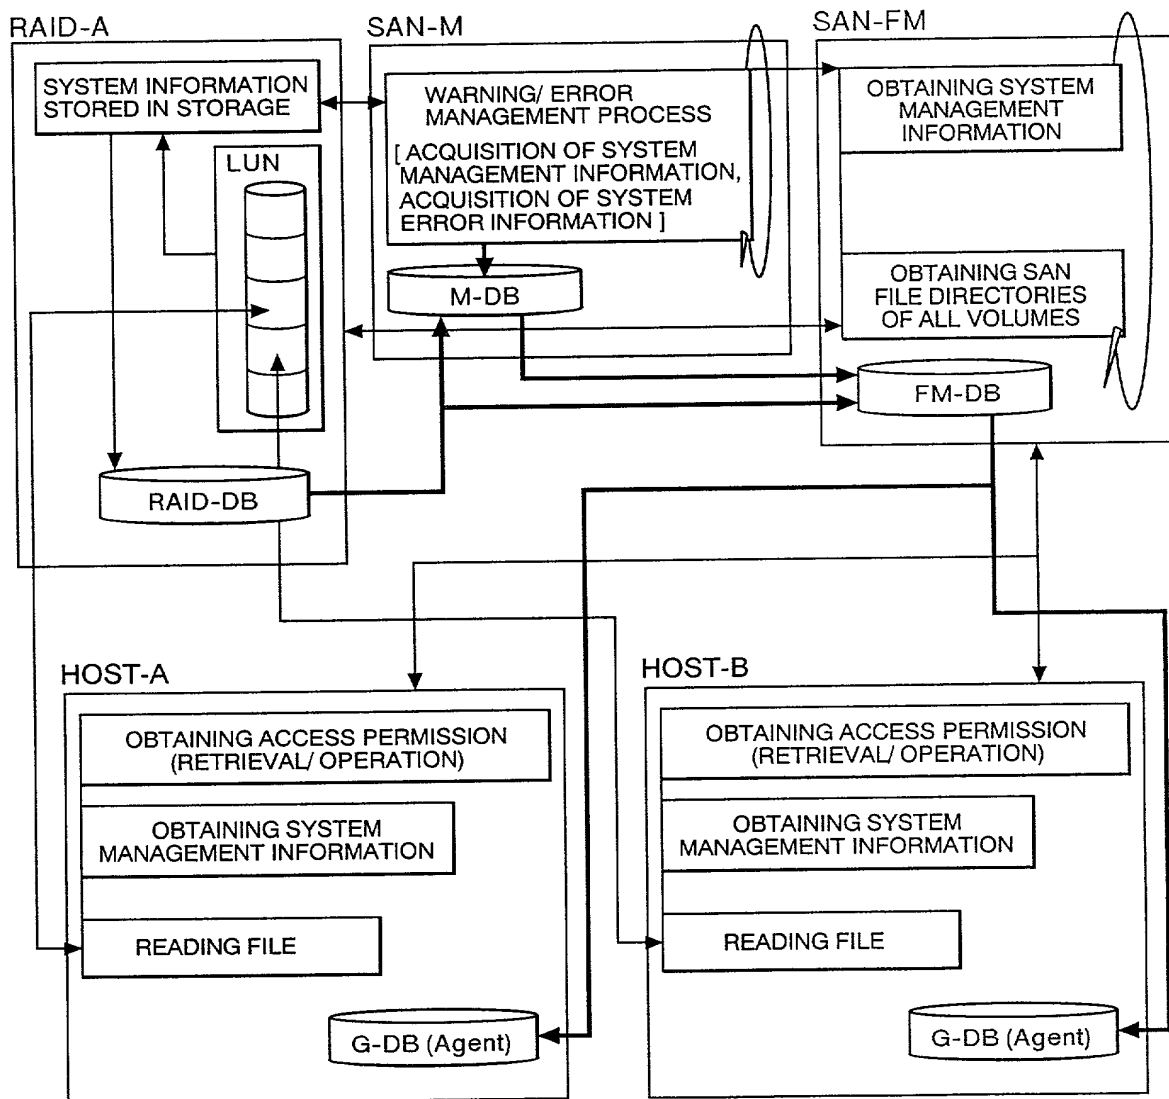 RAID-A
SYSTEM INFORMATION
STORED IN STORAGE
LUN
RAID-DB
SAN-M
WARNING/ ERROR
MANAGEMENT PROCESS
[ ACQUISITION OF SYSTEM
MANAGEMENT INFORMATION,
ACQUISITION OF SYSTEM
ERROR INFORMATION ]
M-DB
SAN-FM
OBTAINING SYSTEM
MANAGEMENT
INFORMATION
OBTAINING SAN
FILE DIRECTORIES
OF ALL VOLUMES
FM-DB
HOST-A
OBTAINING ACCESS PERMISSION
(RETRIEVAL/ OPERATION)
OBTAINING SYSTEM
MANAGEMENT INFORMATION
READING FILE
G-DB (Agent)
HOST-B
OBTAINING ACCESS PERMISSION
(RETRIEVAL/ OPERATION)
OBTAINING SYSTEM
MANAGEMENT INFORMATION
READING FILE
G-DB (Agent)